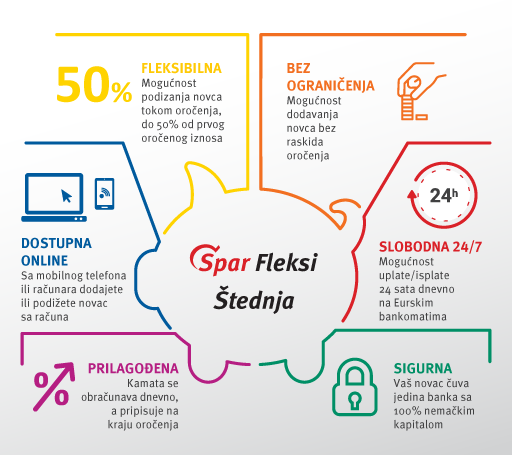 50%
FLEKSIBILNA
Mogućnost
podizanja novca
tokom oročenja,
do 50% od prvog
oročenog iznosa
BEZ
OGRANIČENJA
Mogućnost
dodavanja
novca bez
raskida
oročenja
DOSTUPNA
ONLINE
Sa mobilnog telefona
ili računara dodajete
ili podižete novac
sa računa
Spar Fleksi
Štednja
24h
SLOBODNA 24/7
Mogućnost
uplate/isplate
24 sata dnevno
na Eurskim
bankomatima
%
PRILAGOĐENA
Kamata se
obračunava dnevno,
a pripisuje na
kraju oročenja
SIGURNA
Vaš novac čuva
jedina banka sa
100% nemačkim
kapitalom